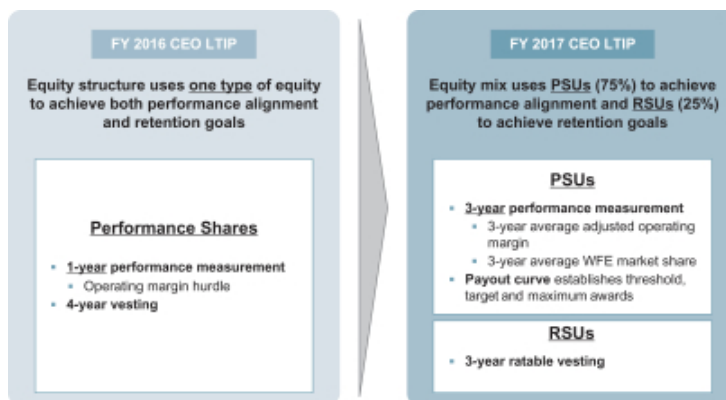 FY 2016 CEO LTIP
Equity structure uses one type of equity
to achieve both performance alignment
and retention goals
Performance Shares
▪ 1-year performance measurement
▪ Operating margin hurdle
▪ 4-year vesting
FY 2017 CEO LTIP
Equity mix uses PSUs (75%) to achieve
performance alignment and RSUs (25%)
to achieve retention goals
PSUs
▪ 3-year performance measurement
▪ 3-year average adjusted operating
margin
▪ 3-year average WFE market share
▪ Payout curve establishes threshold,
target and maximum awards
RSUs
▪ 3-year ratable vesting